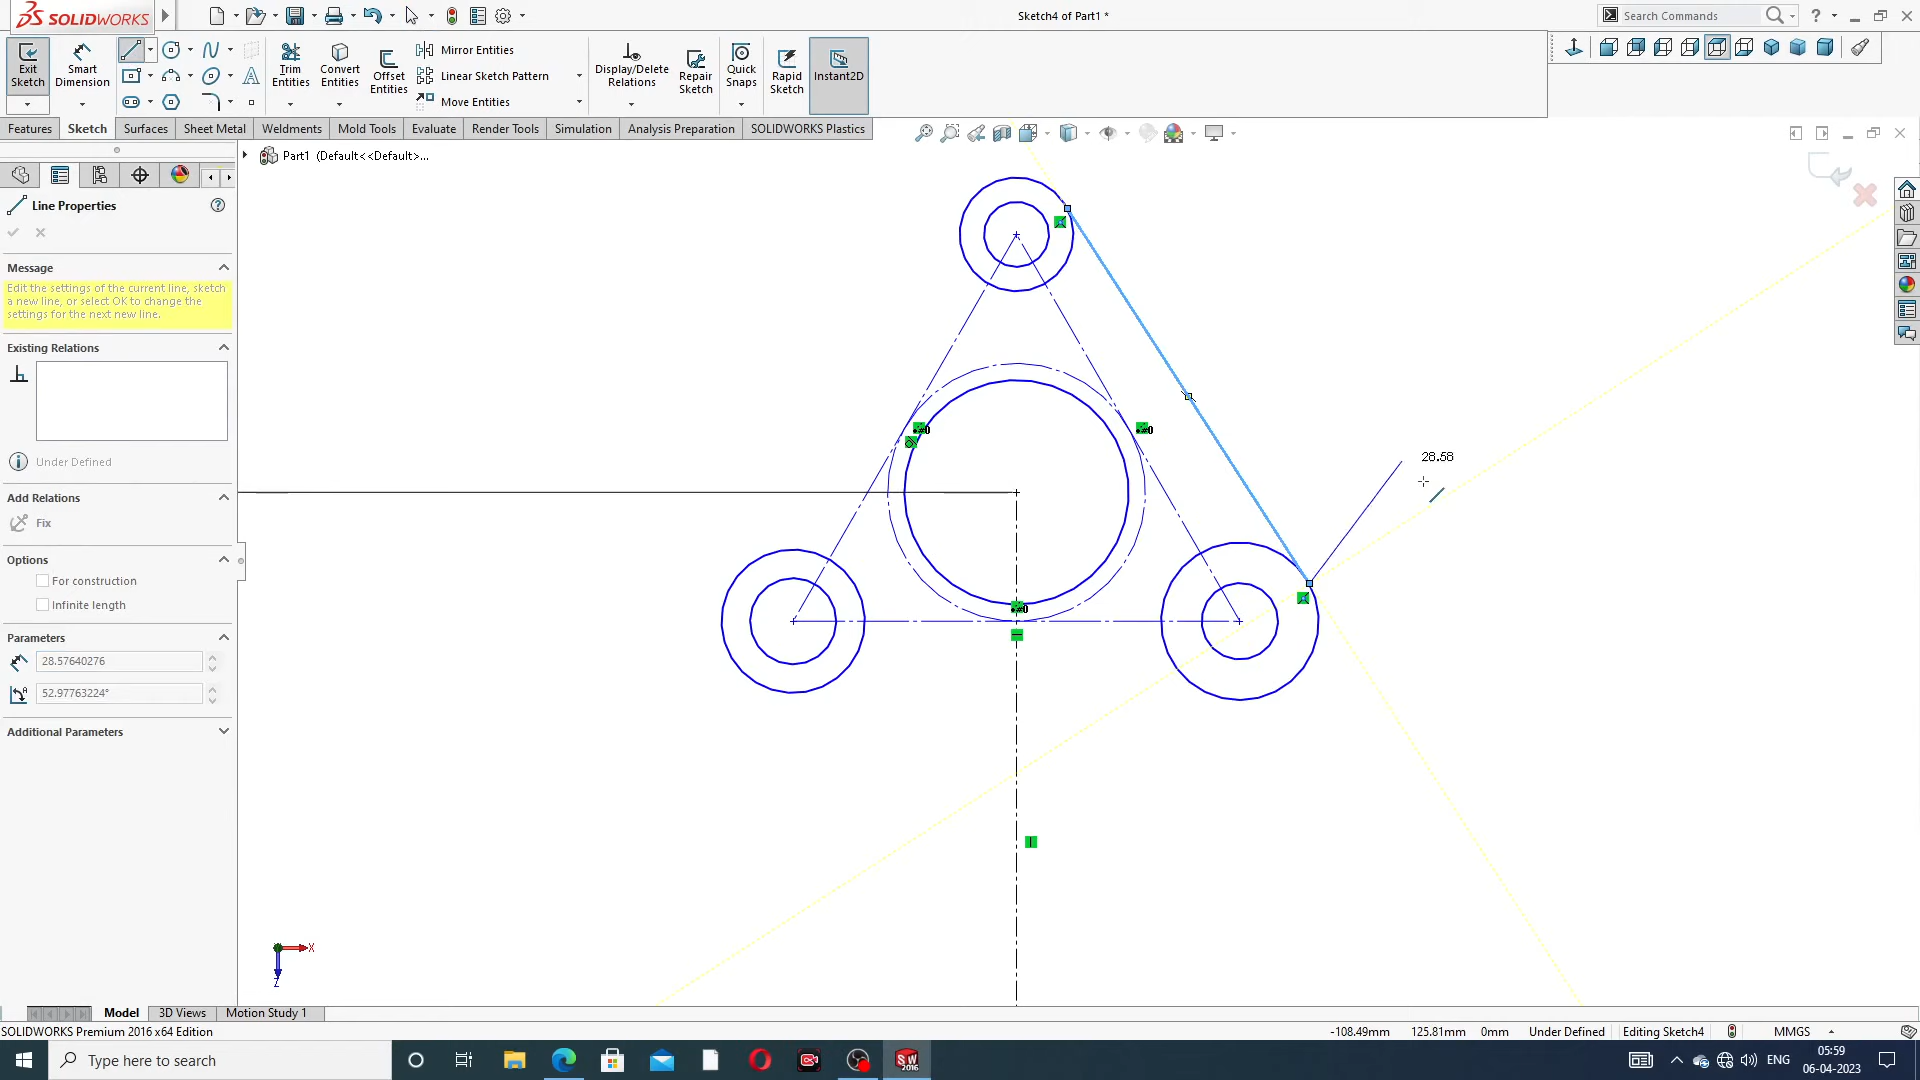 SOLIDWORKS
Sketch4 of Part1 *
Search Commands
Exit Sketch
Smart Dimension
Trim Entities
Convert Entities
Offset Entities
Mirror Entities
Linear Sketch Pattern
Move Entities
Display/Delete Relations
Repair Sketch
Quick Snaps
Rapid Sketch
Instant2D
Features
Sketch
Surfaces
Sheet Metal
Weldments
Mold Tools
Evaluate
Render Tools
Simulation
Analysis Preparation
SOLIDWORKS Plastics
Part1 (Default<<Default>...
Line Properties
Message
Edit the settings of the current line, sketch
a new line, or select OK to change the
settings for the next new line.
Existing Relations
Under Defined
Add Relations
Fix
Options
For construction
Infinite length
Parameters
28.57640276
52.97763224°
Additional Parameters
28.58
X
Z
Model
3D Views
Motion Study 1
SOLIDWORKS Premium 2016 x64 Edition
-108.49mm 125.81mm 0mm Under Defined Editing Sketch4 MMGS
Type here to search
SW
2016
ENG
05:59
06-04-2023